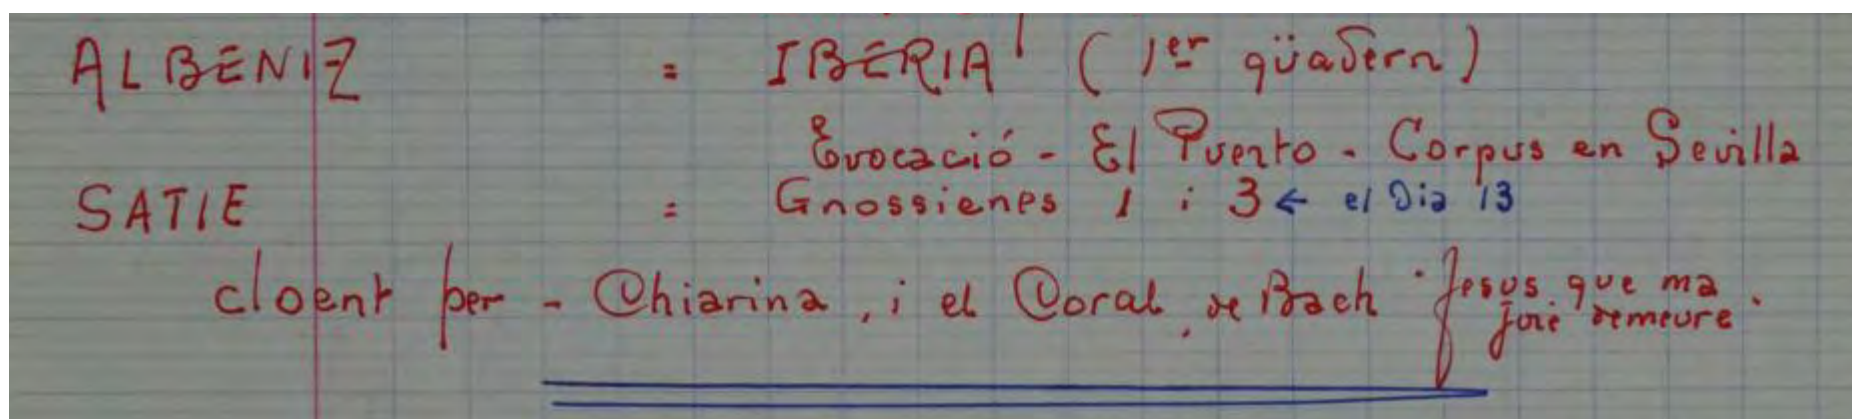 ALBENIZ = IBERIA (1er qüadern)
Evocació - El Puerto - Corpus en Sevilla
SATIE = Gnossienes 1 i 3 ← el Dia 13
cloent per - Chiarina, i el Coral, de Bach "Jesus que ma
joie demeure.